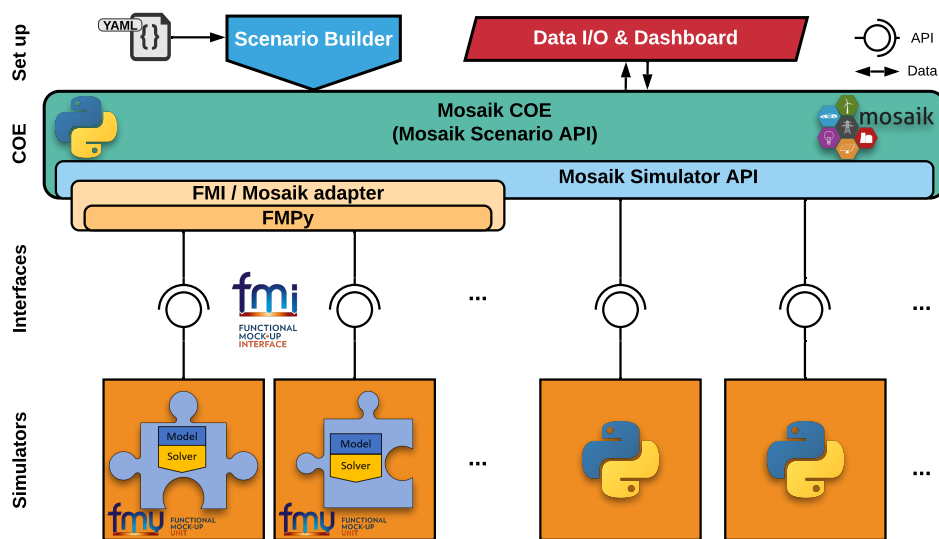 Set up
YAML
{}
Scenario Builder
Data I/O & Dashboard
API
Data
COE
Mosaik COE
(Mosaik Scenario API)
mosaik
Mosaik Simulator API
FMI / Mosaik adapter
FMPy
Interfaces
fmi
FUNCTIONAL
MOCK-UP
INTERFACE
...
...
Simulators
Model
Solver
fmu
FUNCTIONAL
MOCK-UP
UNIT
Model
Solver
fmu
FUNCTIONAL
MOCK-UP
UNIT
...
...